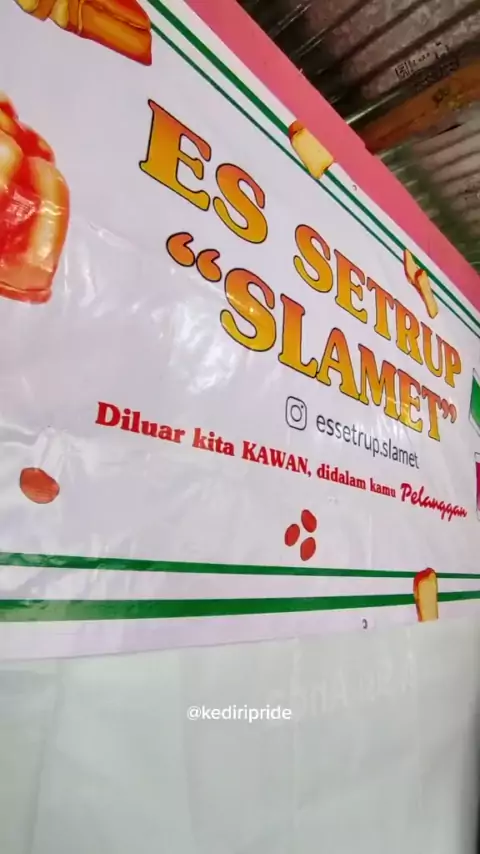 ES SETRUP
“SLAMET”
essetrup.slamet
Diluar kita KAWAN, didalam kamu Pelanggan
@kediripride